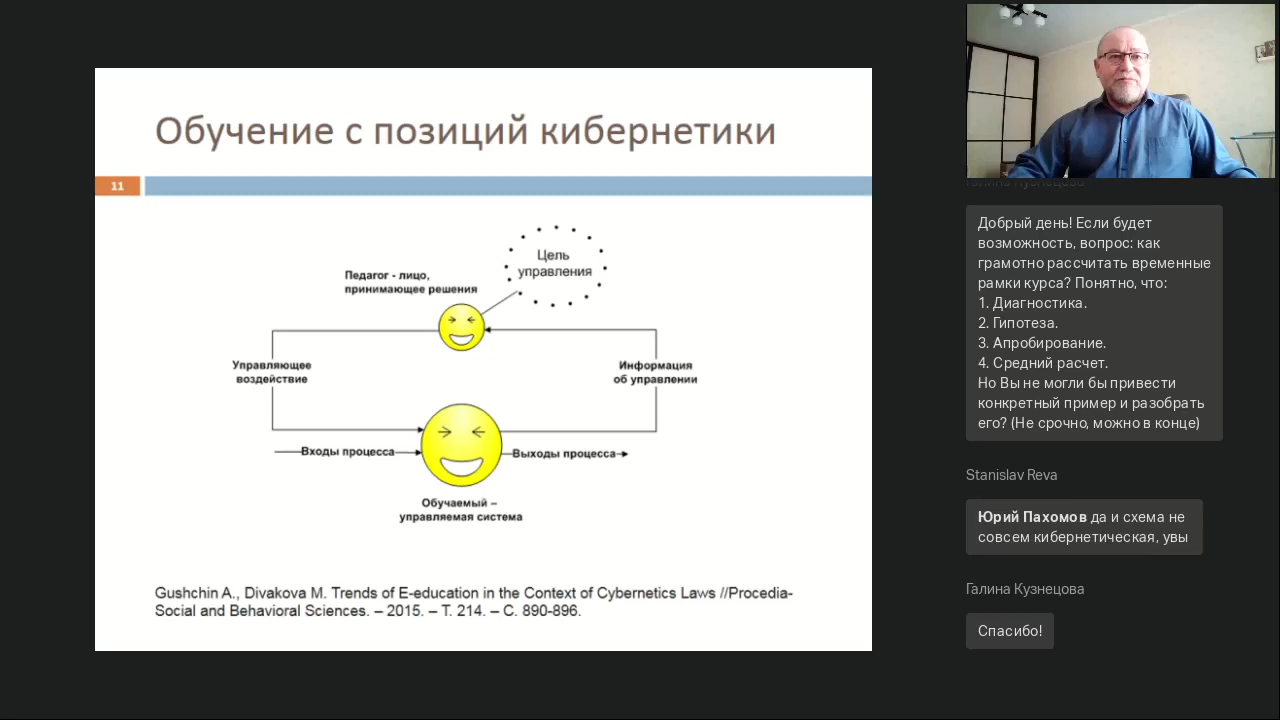 Обучение с позиций кибернетики
11
Цель
управления
Педагог - лицо,
принимающее решения
Управляющее
воздействие
Информация
об управлении
Входы процесса
Выходы процесса
Обучаемый –
управляемая система
Gushchin A., Divakova M. Trends of E-education in the Context of Cybernetics Laws //Procedia-
Social and Behavioral Sciences. – 2015. – Т. 214. – С. 890-896.
Галина Кузнецова
Добрый день! Если будет
возможность, вопрос: как
грамотно рассчитать временные
рамки курса? Понятно, что:
1. Диагностика.
2. Гипотеза.
3. Апробирование.
4. Средний расчет.
Но Вы не могли бы привести
конкретный пример и разобрать
его? (Не срочно, можно в конце)
Stanislav Reva
Юрий Пахомов да и схема не
совсем кибернетическая, увы
Галина Кузнецова
Спасибо!